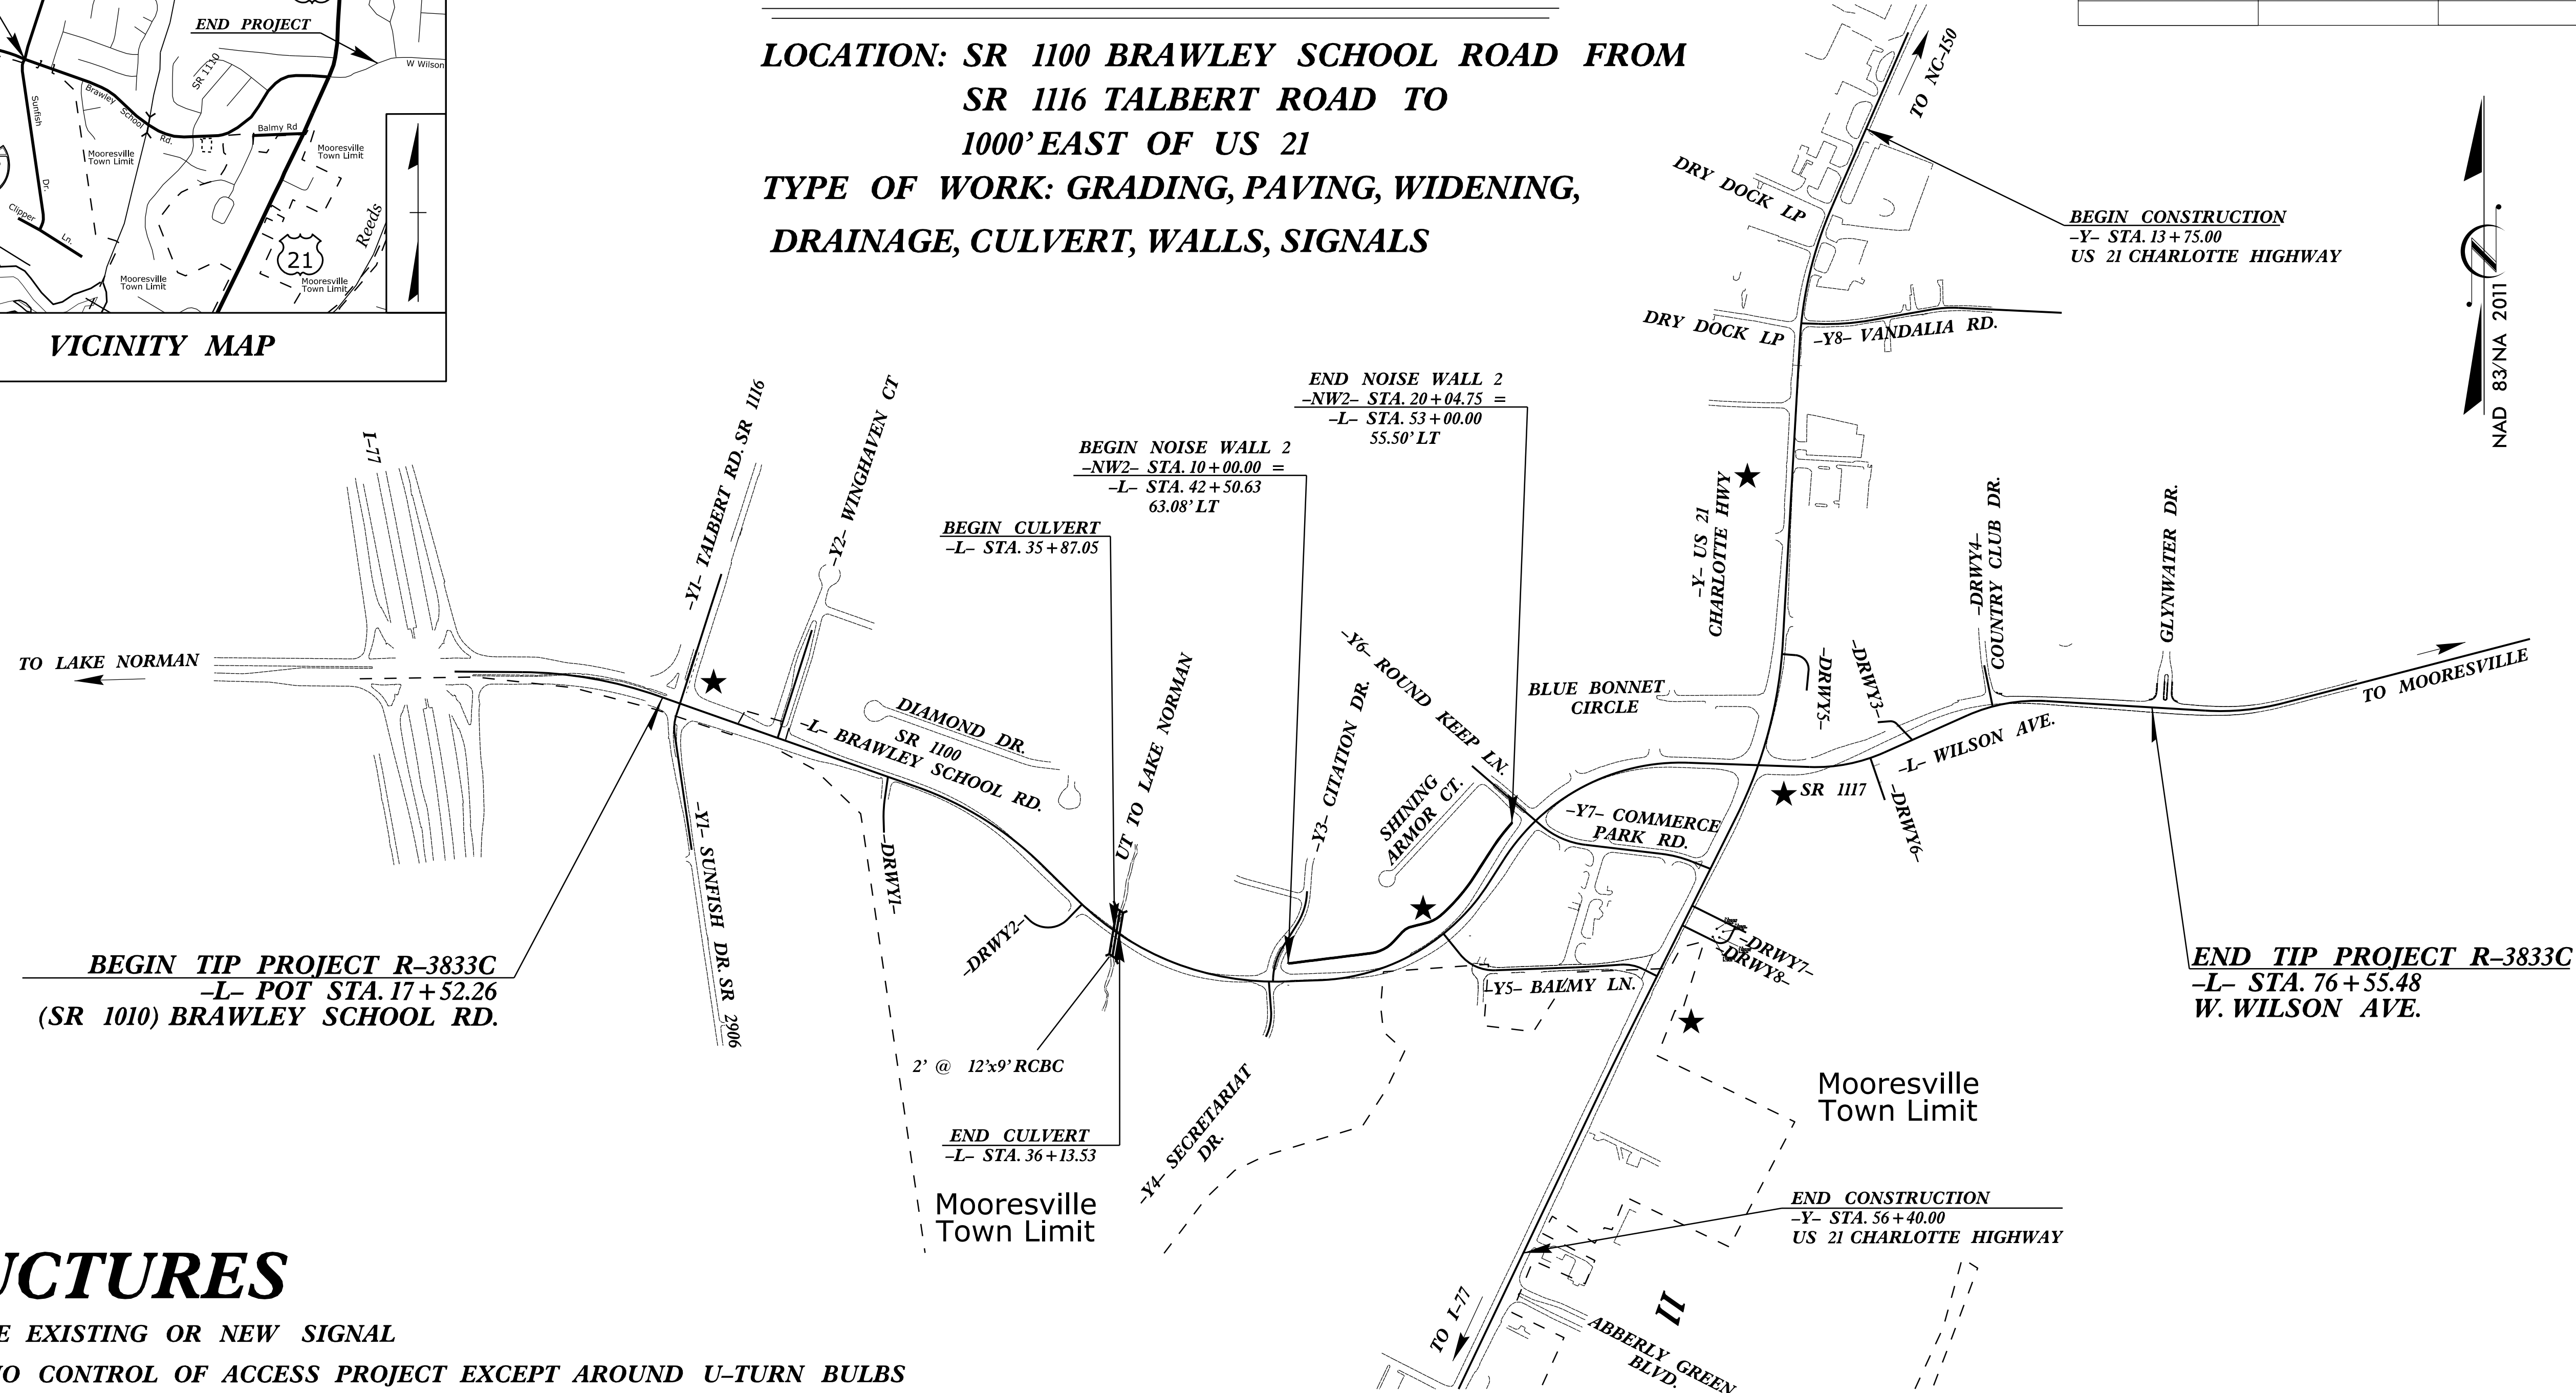 END PROJECT
W Wilson
SR 1110
Sunfish
Dr.
Brawley
School
Rd.
Balmy Rd
Mooresville
Town Limit
Mooresville
Town Limit
Clipper
Ln.
Reeds
21
Mooresville
Town Limit
Mooresville
Town Limit
VICINITY MAP
LOCATION: SR 1100 BRAWLEY SCHOOL ROAD FROM
SR 1116 TALBERT ROAD TO
1000' EAST OF US 21
TYPE OF WORK: GRADING, PAVING, WIDENING,
DRAINAGE, CULVERT, WALLS, SIGNALS
TO NC-150
DRY DOCK LP
BEGIN CONSTRUCTION
-Y- STA. 13+75.00
US 21 CHARLOTTE HIGHWAY
DRY DOCK LP
-Y8- VANDALIA RD.
NAD 83/NA 2011
END NOISE WALL 2
-NW2- STA. 20+04.75 =
-L- STA. 53+00.00
55.50' LT
BEGIN NOISE WALL 2
-NW2- STA. 10+00.00 =
-L- STA. 42+50.63
63.08' LT
BEGIN CULVERT
-L- STA. 35+87.05
I-77
-Y1- TALBERT RD. SR 1116
-Y2- WINGHAVEN CT
-Y- US 21
CHARLOTTE HWY
-DRWY4-
COUNTRY CLUB DR.
GLYNWATER DR.
TO LAKE NORMAN
DIAMOND DR.
SR 1100
-L- BRAWLEY SCHOOL RD.
UT TO LAKE NORMAN
-Y3- CITATION DR.
-Y6- ROUND KEEP LN.
BLUE BONNET
CIRCLE
-DRWY5-
-DRWY3-
-L- WILSON AVE.
TO MOORESVILLE
SHINING
ARMOR CT.
-Y7- COMMERCE
PARK RD.
SR 1117
-DRWY6-
-Y1- SUNFISH DR. SR 2906
-DRWY1-
-DRWY2-
-DRWY7-
-DRWY8-
-Y5- BALMY LN.
BEGIN TIP PROJECT R-3833C
-L- POT STA. 17+52.26
(SR 1010) BRAWLEY SCHOOL RD.
END TIP PROJECT R-3833C
-L- STA. 76+55.48
W. WILSON AVE.
2' @ 12'x9' RCBC
-Y4- SECRETARIAT
DR.
END CULVERT
-L- STA. 36+13.53
Mooresville
Town Limit
Mooresville
Town Limit
END CONSTRUCTION
-Y- STA. 56+40.00
US 21 CHARLOTTE HIGHWAY
TO I-77
II
ABBERLY GREEN
BLVD.
UCTURES
E EXISTING OR NEW SIGNAL
O CONTROL OF ACCESS PROJECT EXCEPT AROUND U-TURN BULBS